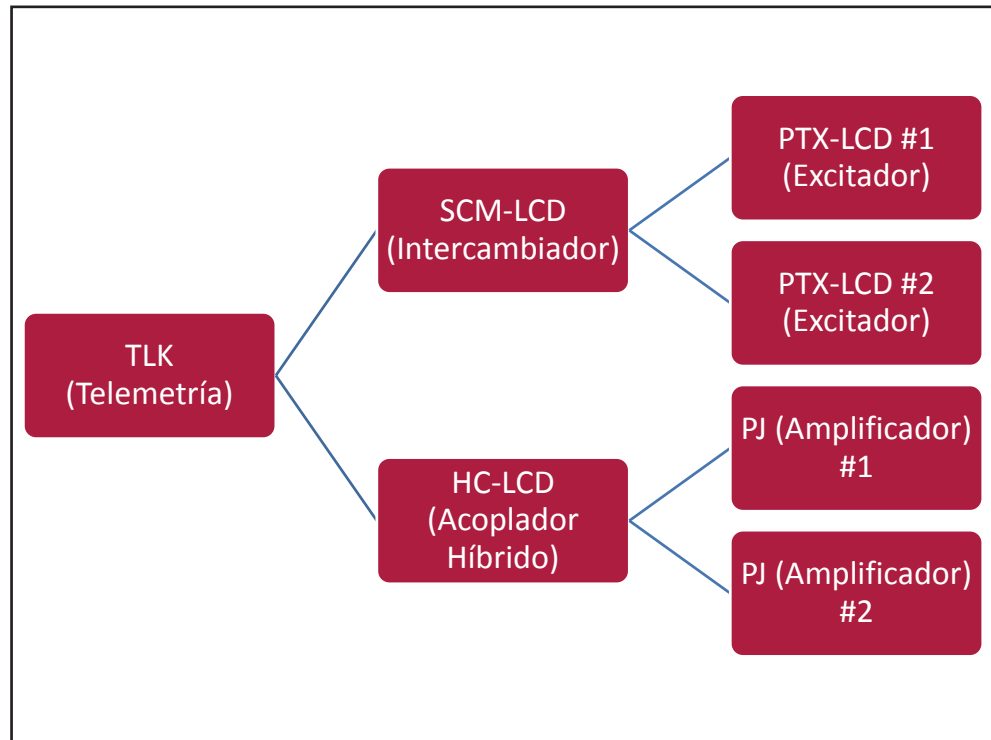 TLK
(Telemetría)
SCM-LCD
(Intercambiador)
PTX-LCD #1
(Excitador)
PTX-LCD #2
(Excitador)
HC-LCD
(Acoplador
Híbrido)
PJ (Amplificador)
#1
PJ (Amplificador)
#2